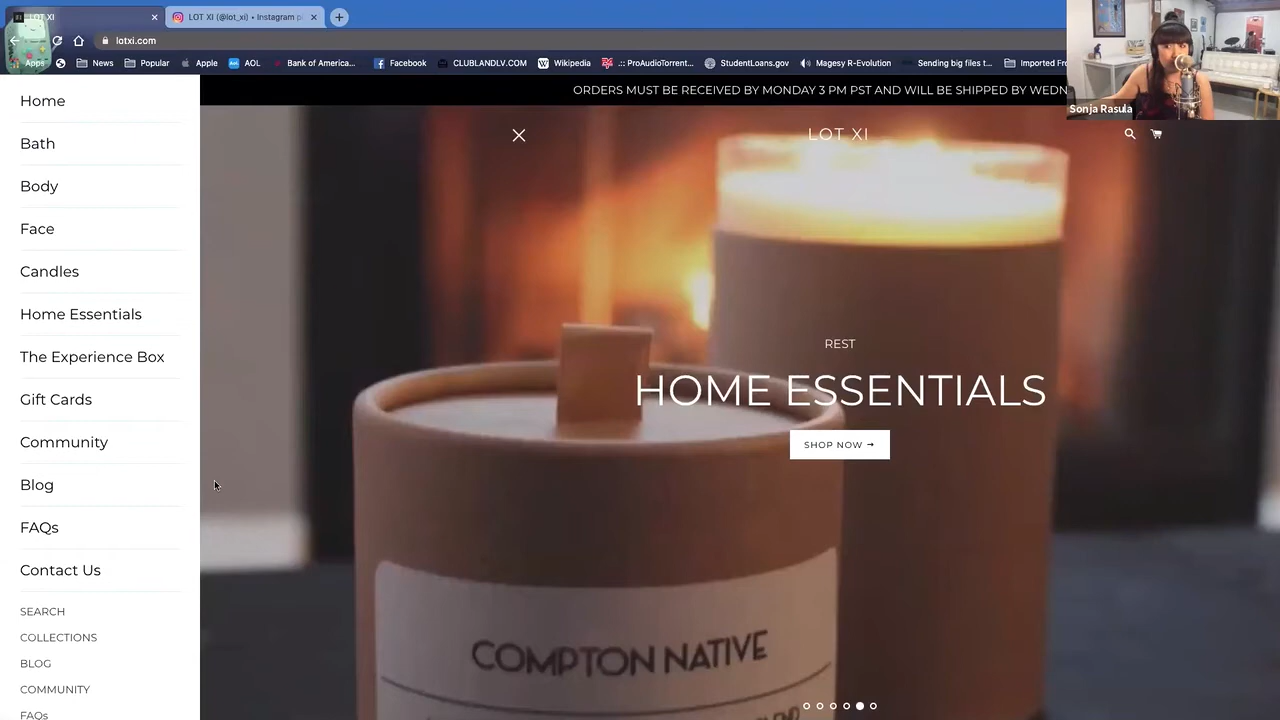 LOT XI
LOT XI (@lot_xi) • Instagram p
lotxi.com
Apps
News
Popular
Apple
AOL
Bank of America...
Facebook
CLUBLANDLV.COM
Wikipedia
.:: ProAudioTorrent...
StudentLoans.gov
Magesy R-Evolution
Sending big files t...
Imported Fro
Sonja Rasula
ORDERS MUST BE RECEIVED BY MONDAY 3 PM PST AND WILL BE SHIPPED BY WEDN
Home
Bath
Body
Face
Candles
Home Essentials
The Experience Box
Gift Cards
Community
Blog
FAQs
Contact Us
SEARCH
COLLECTIONS
BLOG
COMMUNITY
FAQs
LOT XI
REST
HOME ESSENTIALS
SHOP NOW →
COMPTON NATIVE